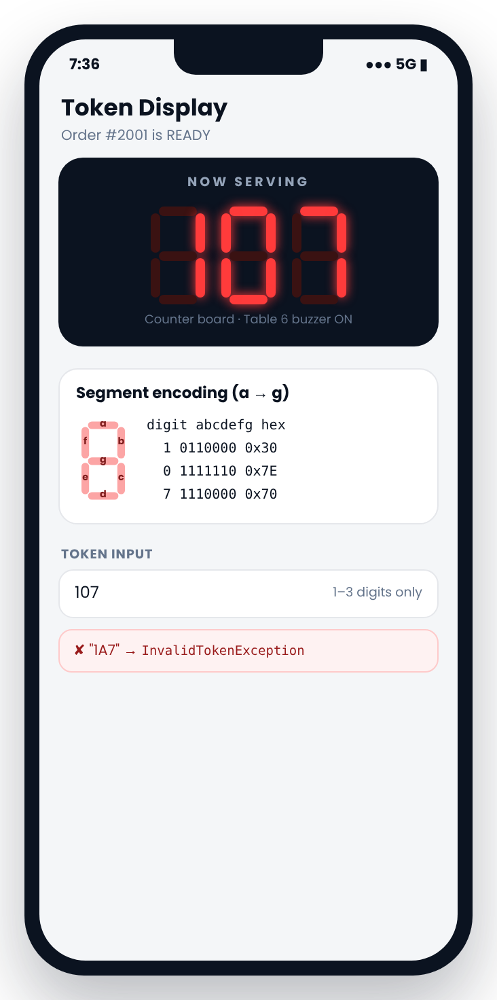 7:36 ●●● 5G ▮
Token Display
Order #2001 is READY
NOW SERVING
107
Counter board · Table 6 buzzer ON
Segment encoding (a → g)
a
f b
g
e c
d
digit abcdefg hex
1 0110000 0x30
0 1111110 0x7E
7 1110000 0x70
TOKEN INPUT
107 1–3 digits only
✘ "1A7" → InvalidTokenException